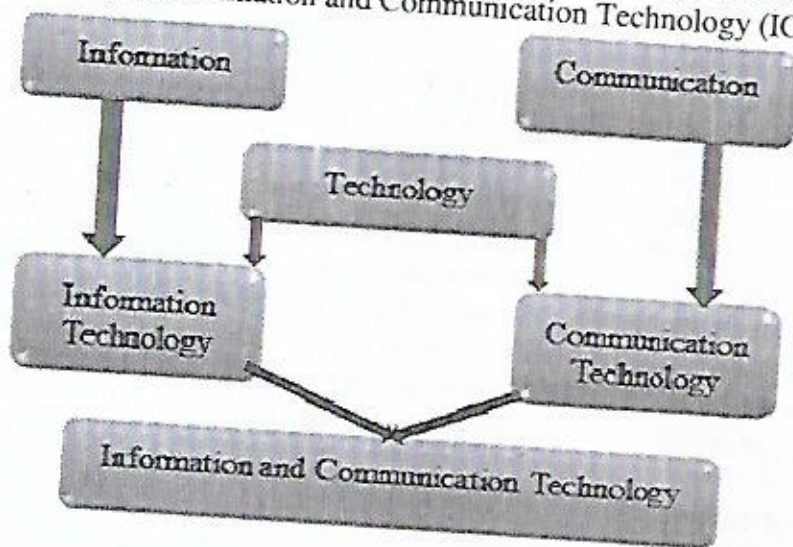 and Communication Technology (IC
Information
Communication
Technology
Information
Technology
Communication
Technology
Information and Communication Technology